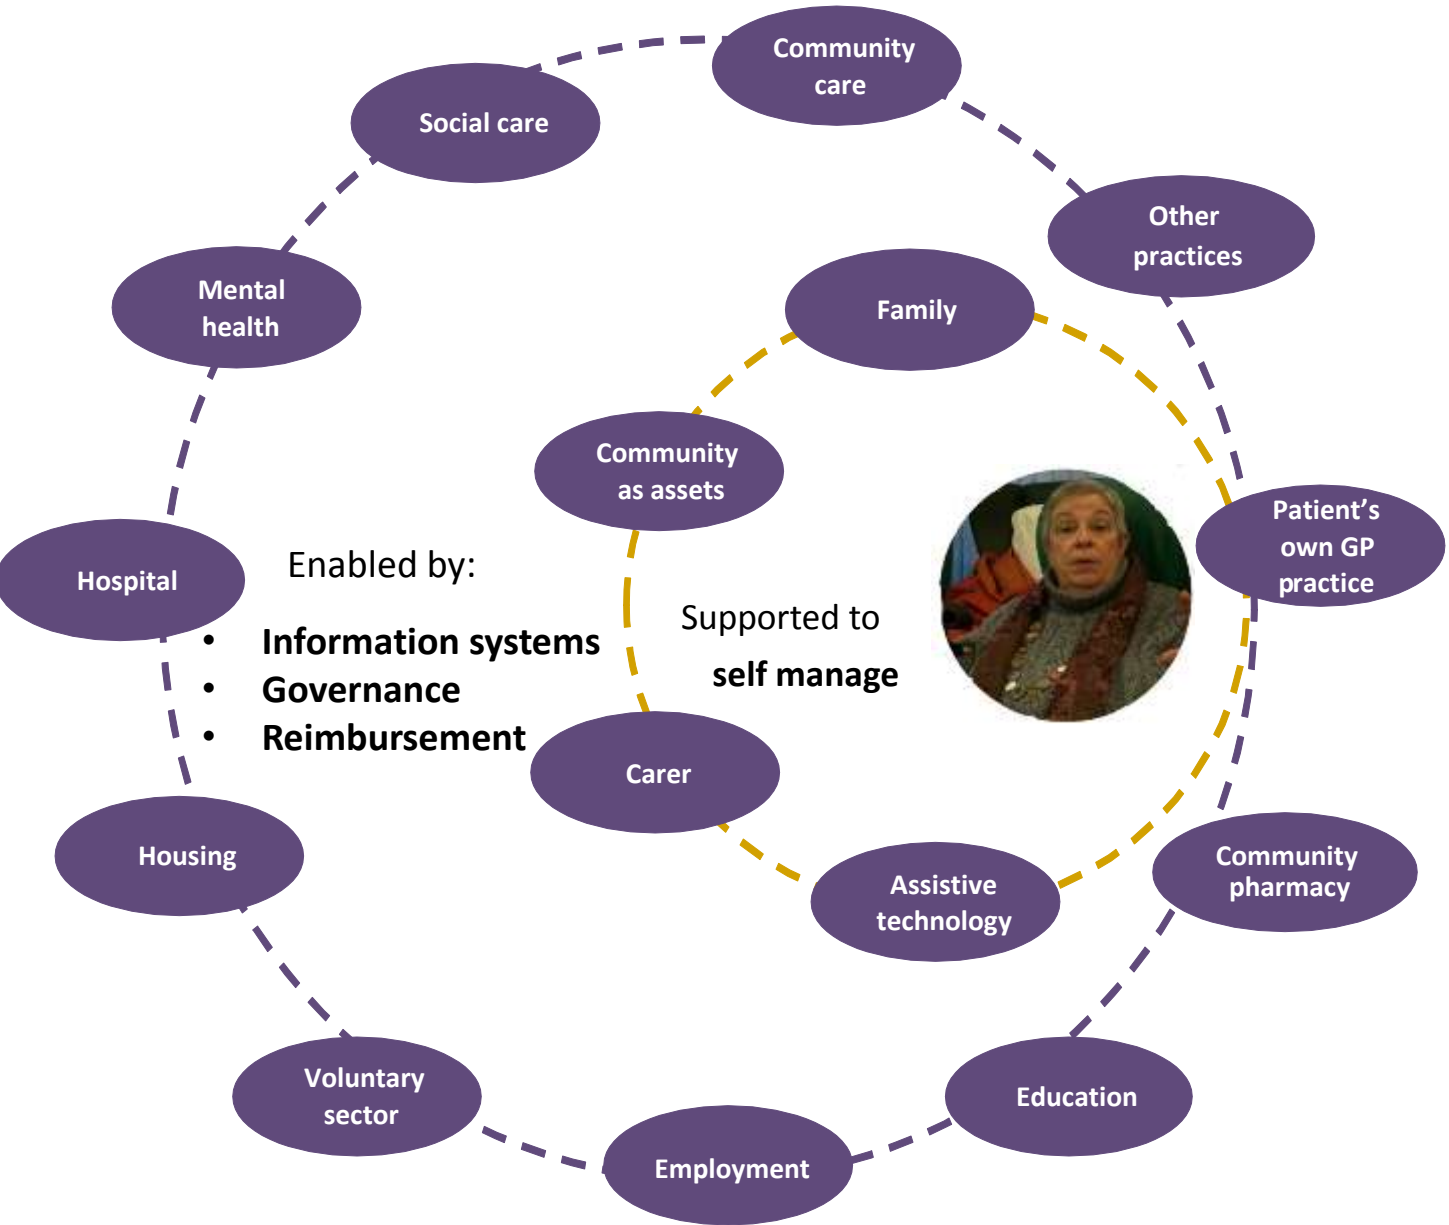 Community
care
Social care
Other
practices
Mental
health
Family
Community
as assets
Patient’s
own GP
practice
Hospital
Enabled by:
• Information systems
• Governance
• Reimbursement
Supported to
self manage
Carer
Housing
Community
pharmacy
Assistive
technology
Voluntary
sector
Education
Employment